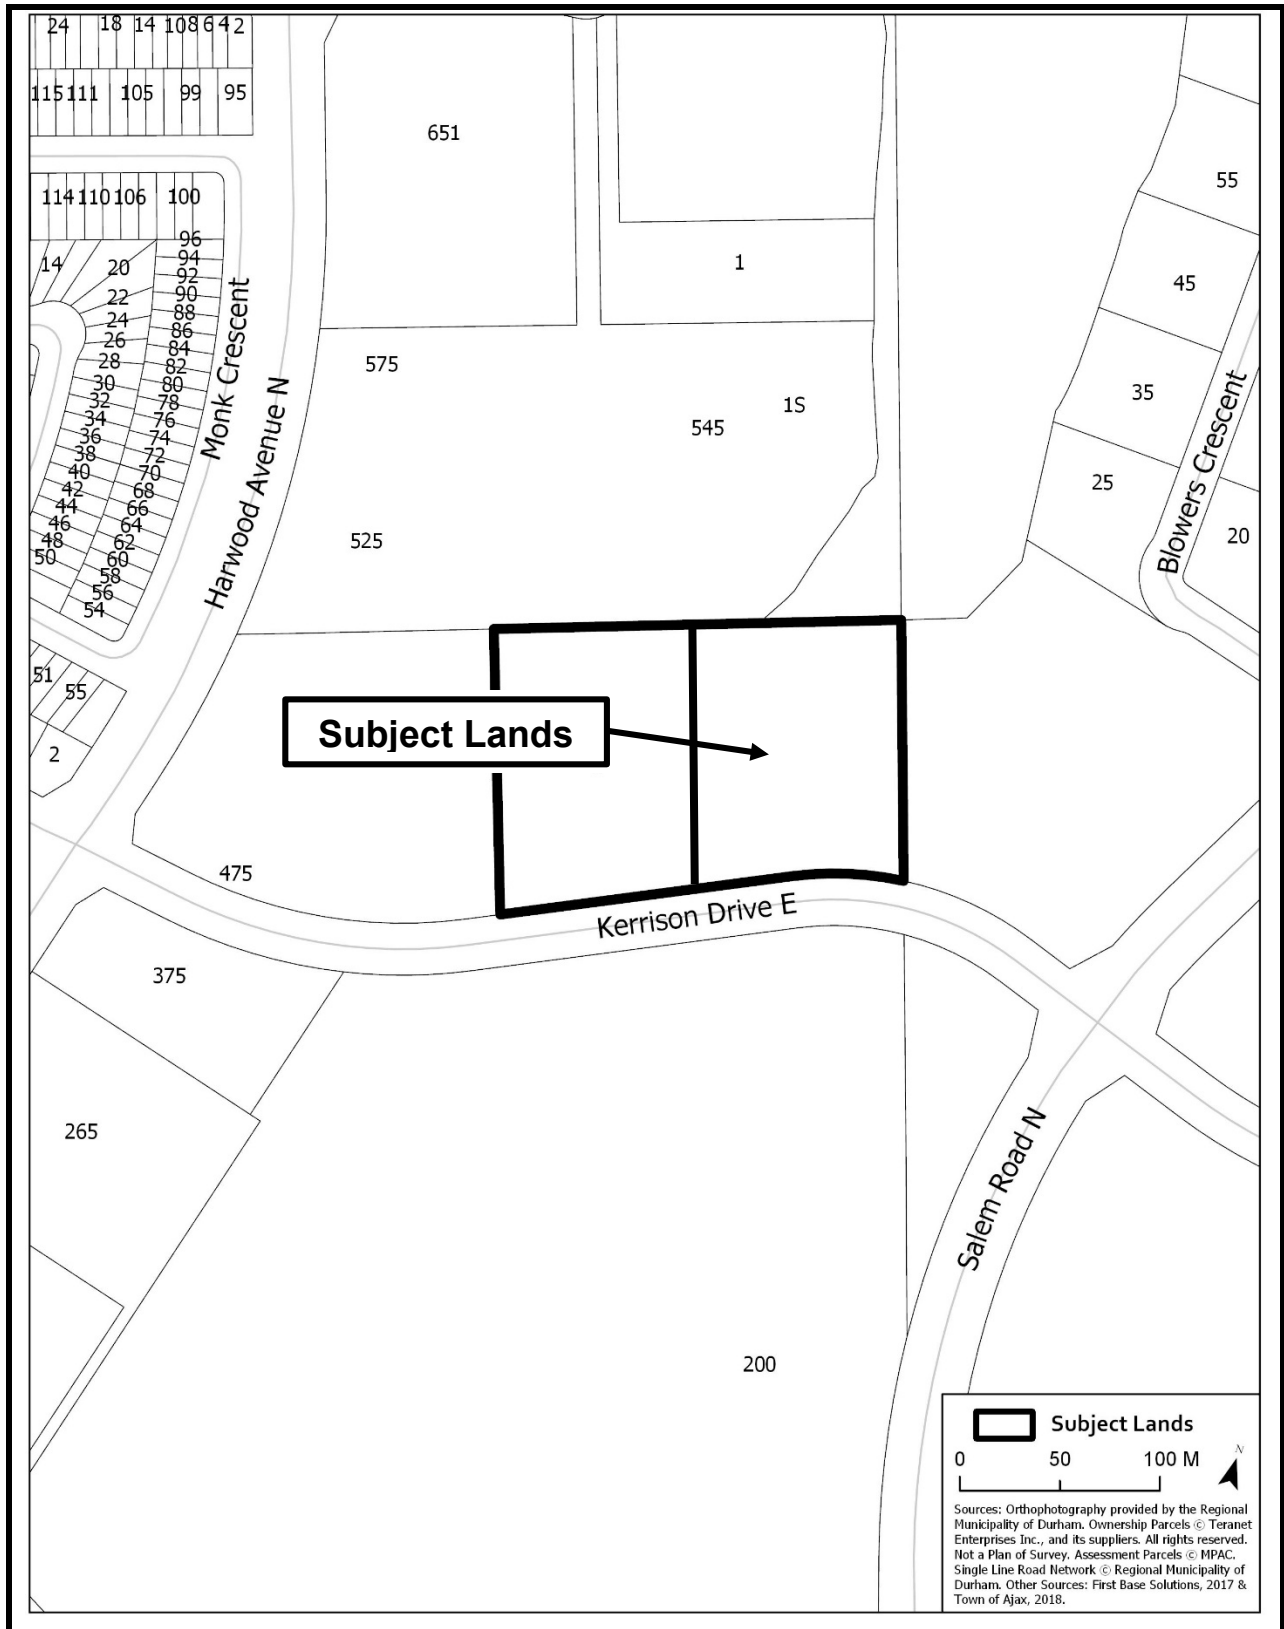 24 18 14 108 6 4 2
115 111 105 99 95
651
114 110 106 100
55
96
94
14 20 92
1
45
22 90
88
24 86
26 84
28 82
575
30 80
35
32 78
1S
34 76
545
36 74
38 72
40 70
25
42 68
44 66
46 64
20
48 62
525
50 60
58
56
54
Monk Crescent
Harwood Avenue N
Blowers Crescent
51
55
Subject Lands
2
475
Kerrison Drive E
375
265
Salem Road N
200
Subject Lands
0 50 100 M
N
Sources: Orthophotography provided by the Regional
Municipality of Durham. Ownership Parcels © Teranet
Enterprises Inc., and its suppliers. All rights reserved.
Not a Plan of Survey. Assessment Parcels © MPAC.
Single Line Road Network © Regional Municipality of
Durham. Other Sources: First Base Solutions, 2017 &
Town of Ajax, 2018.